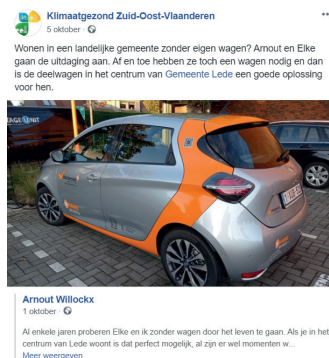 Klimaatgezond Zuid-Oost-Vlaanderen
5 oktober ·
Wonen in een landelijke gemeente zonder eigen wagen? Arnout en Elke
gaan de uitdaging aan. Af en toe hebben ze toch een wagen nodig en dan
is de deelwagen in het centrum van Gemeente Lede een goede oplossing
voor hen.
Arnout Willockx
1 oktober ·
Al enkele jaren proberen Elke en ik zonder wagen door het leven te gaan. Als je in het
centrum van Lede woont is dat perfect mogelijk, al zijn er wel momenten w...
Meer weergeven